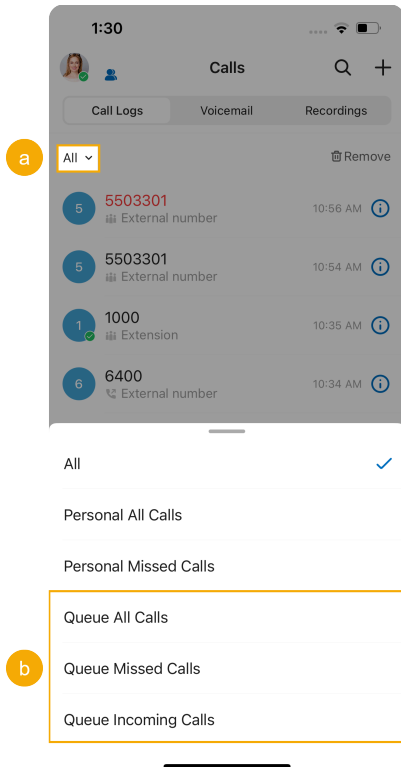 1:30
Calls
Call Logs Voicemail Recordings
a All Remove
5 5503301
External number 10:56 AM
5 5503301
External number 10:54 AM
1 1000
Extension 10:35 AM
6 6400
External number 10:34 AM
All
Personal All Calls
Personal Missed Calls
Queue All Calls
b Queue Missed Calls
Queue Incoming Calls